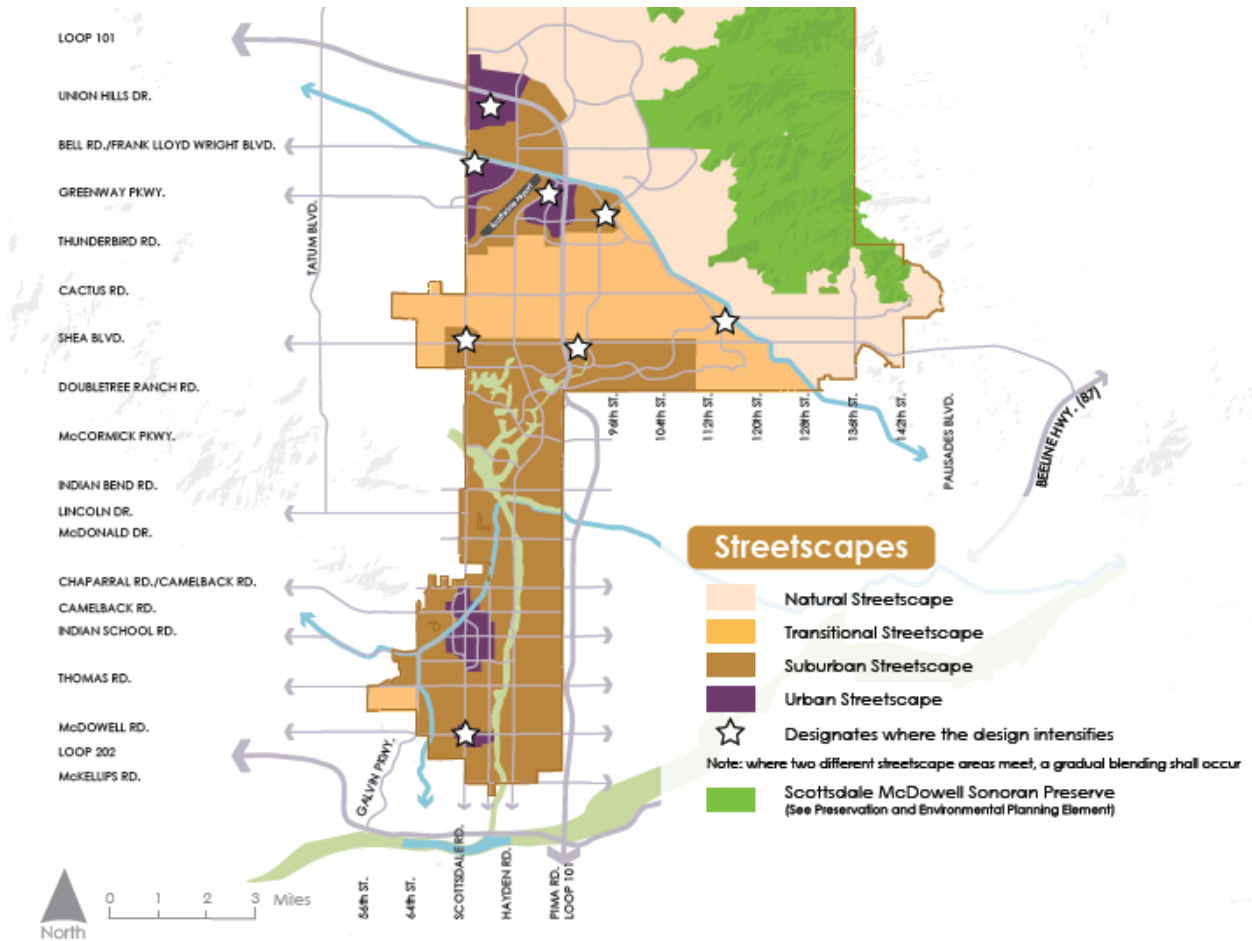 LOOP 101
UNION HILLS DR.
BELL RD./FRANK LLOYD WRIGHT BLVD.
GREENWAY PKWY.
THUNDERBIRD RD.
CACTUS RD.
SHEA BLVD.
DOUBLETREE RANCH RD.
McCORMICK PKWY.
INDIAN BEND RD.
LINCOLN DR.
McDONALD DR.
CHAPARRAL RD./CAMELBACK RD.
CAMELBACK RD.
INDIAN SCHOOL RD.
THOMAS RD.
McDOWELL RD.
LOOP 202
McKELLIPS RD.
TATUM BLVD.
Scottsdale Airport
96th ST.
104th ST.
112th ST.
120th ST.
128th ST.
136th ST.
142th ST.
PALISADES BLVD.
BEELINE HWY. (87)
GALVIN PKWY.
56th ST.
64th ST.
SCOTTSDALE RD.
HAYDEN RD.
PIMA RD.
LOOP 101
Streetscapes
Natural Streetscape
Transitional Streetscape
Suburban Streetscape
Urban Streetscape
Designates where the design intensifies
Note: where two different streetscape areas meet, a gradual blending shall occur
Scottsdale McDowell Sonoran Preserve
(See Preservation and Environmental Planning Element)
0 1 2 3 Miles
North